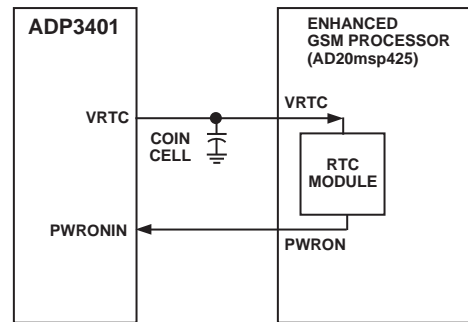 ADP3401
ENHANCED
GSM PROCESSOR
(AD20msp425)
VRTC
VRTC
COIN
CELL
RTC
MODULE
PWRONIN
PWRON